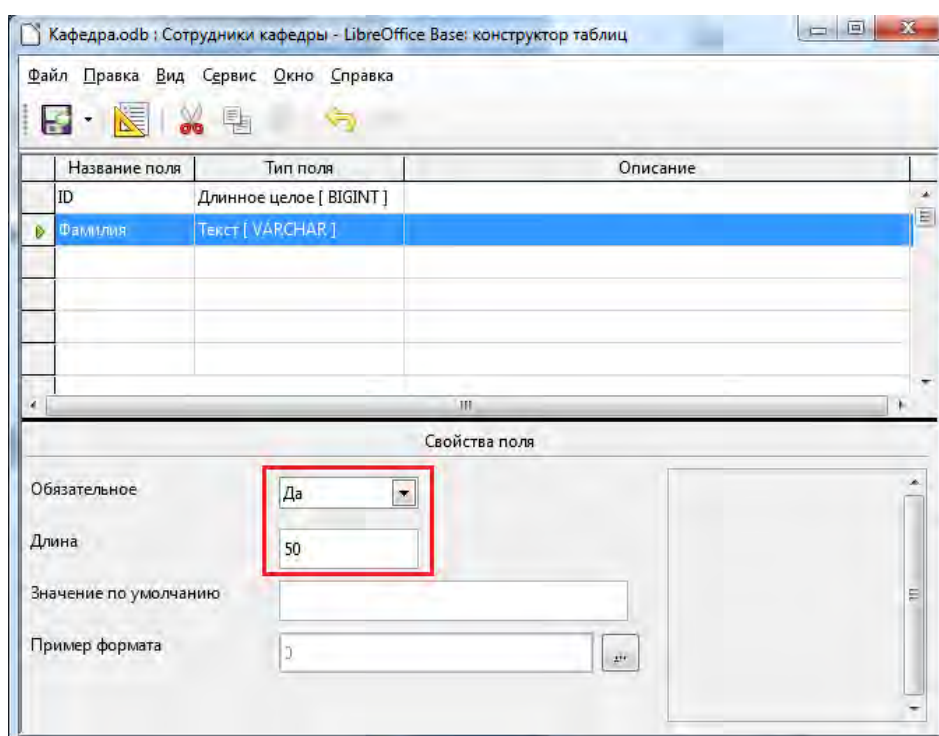 Кафедра.odb : Сотрудники кафедры - LibreOffice Base: конструктор таблиц
Файл Правка Вид Сервис Окно Справка
Название поля Тип поля Описание
ID Длинное целое [ BIGINT ]
Фамилия Текст [ VARCHAR ]
Свойства поля
Обязательное Да
Длина 50
Значение по умолчанию
Пример формата ...